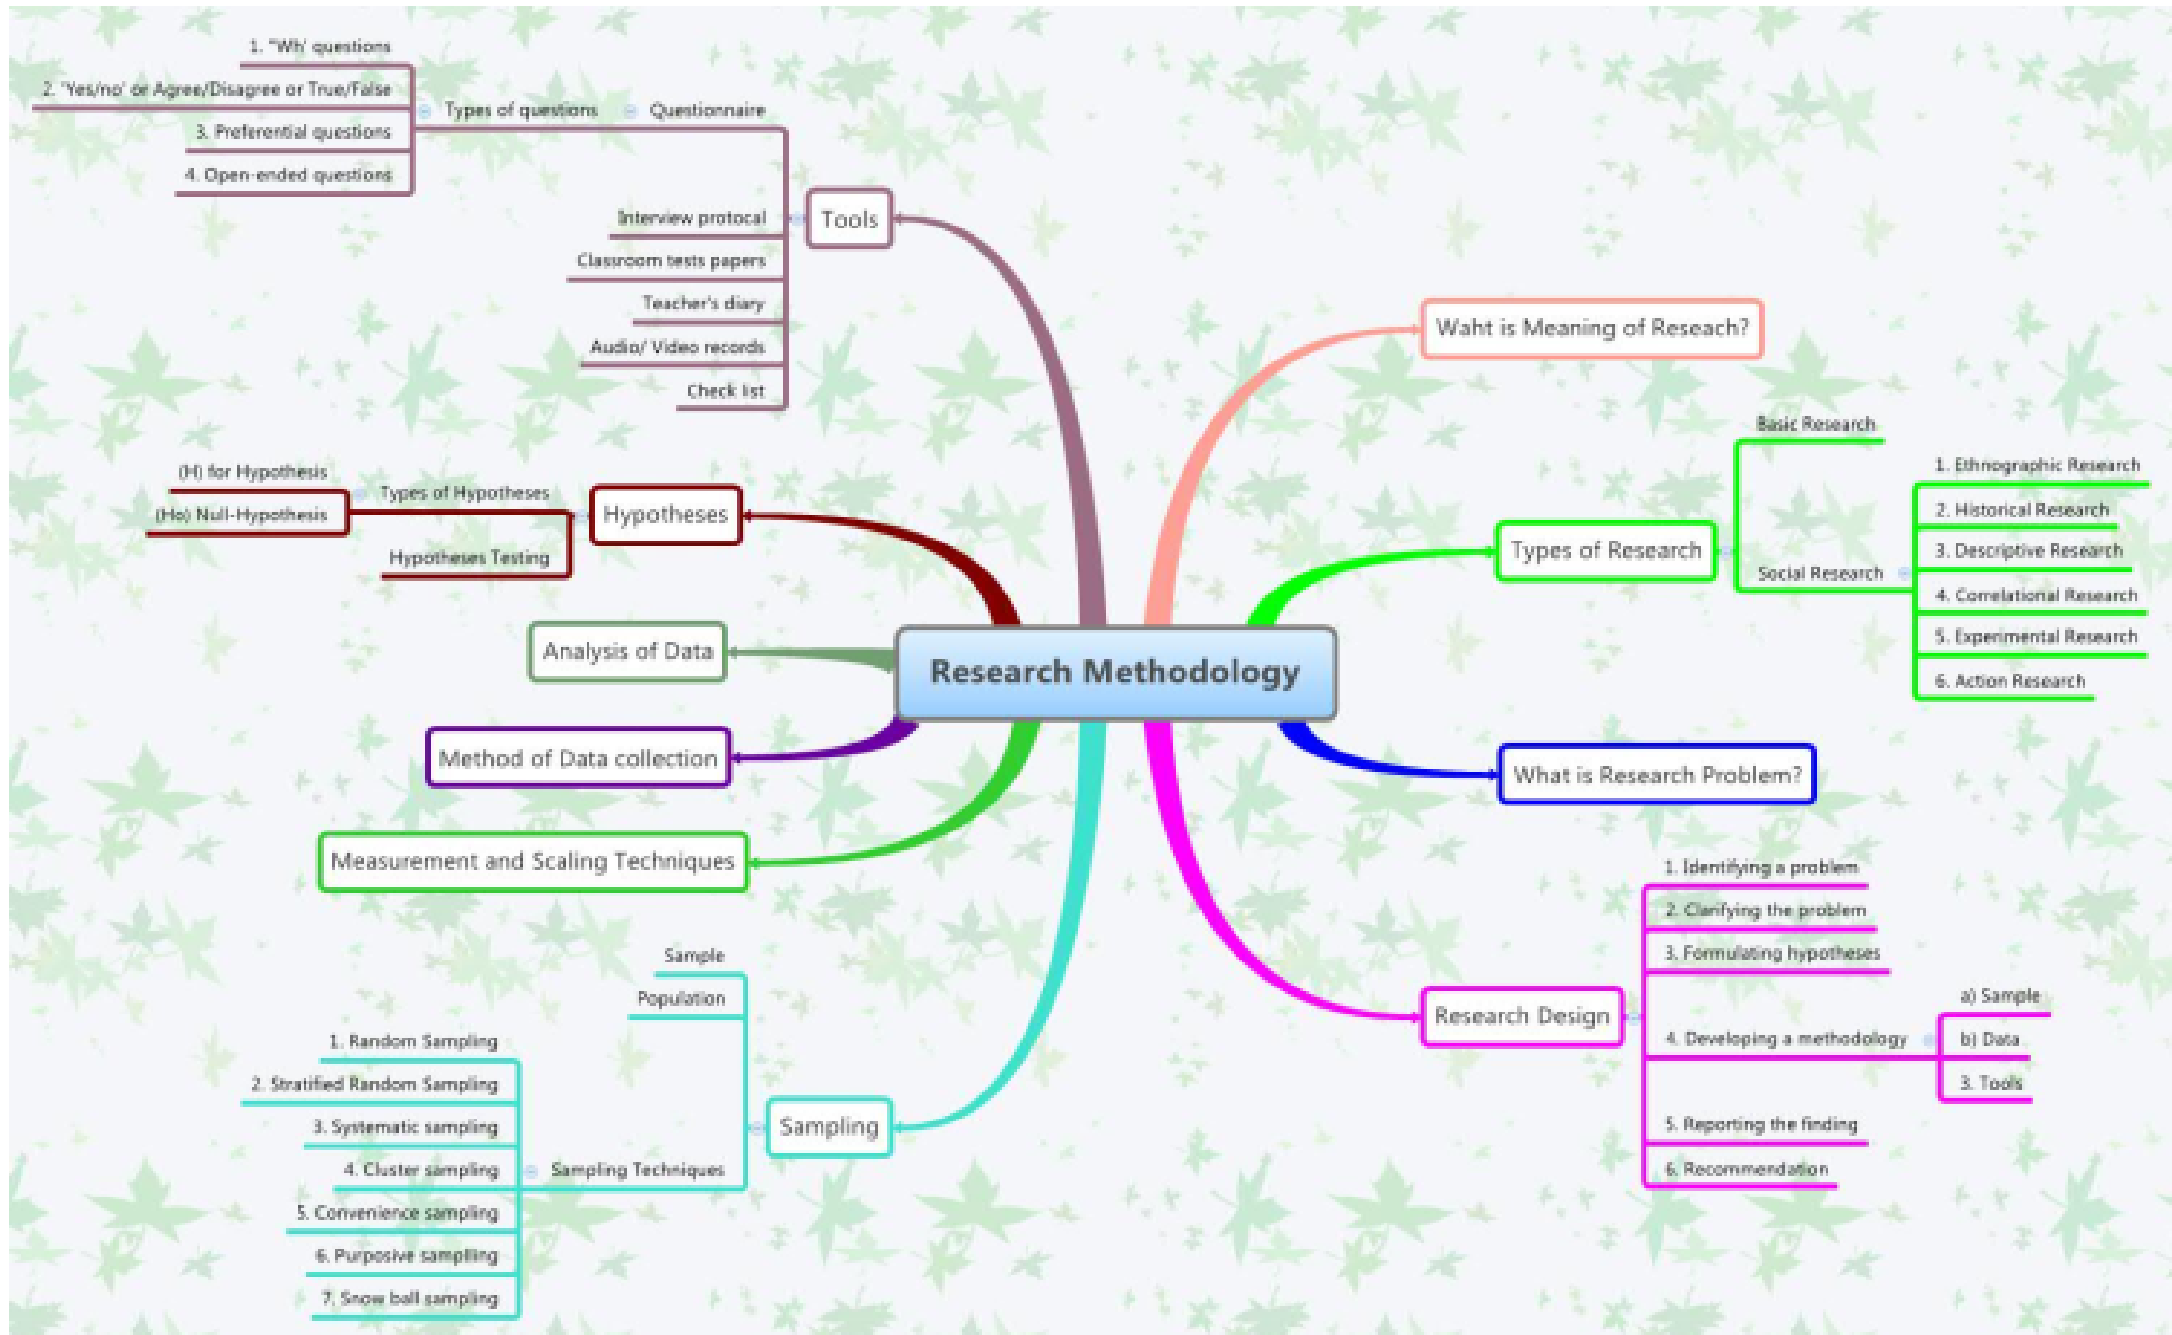 1. "Wh' questions
2. 'Yes/no' or Agree/Disagree or True/False
3. Preferential questions
4. Open-ended questions
Types of questions
Questionnaire
Interview protocal
Classroom tests papers
Teacher's diary
Audio/ Video records
Check list
Tools
(H) for Hypothesis
(Ho) Null-Hypothesis
Types of Hypotheses
Hypotheses Testing
Hypotheses
Analysis of Data
Method of Data collection
Measurement and Scaling Techniques
Sample
Population
1. Random Sampling
2. Stratified Random Sampling
3. Systematic sampling
4. Cluster sampling
5. Convenience sampling
6. Purposive samplling
7. Snow ball sampling
Sampling Techniques
Sampling
Research Methodology
Waht is Meaning of Reseach?
Types of Research
Basic Research
Social Research
1. Ethnographic Research
2. Historical Research
3. Descriptive Research
4. Correlational Research
5. Experimental Research
6. Action Research
What is Research Problem?
Research Design
1. Identifying a problem
2. Clarifying the problem
3. Formulating hypotheses
4. Developing a methodology
a) Sample
b) Data
3. Tools
5. Reporting the finding
6. Recommendation